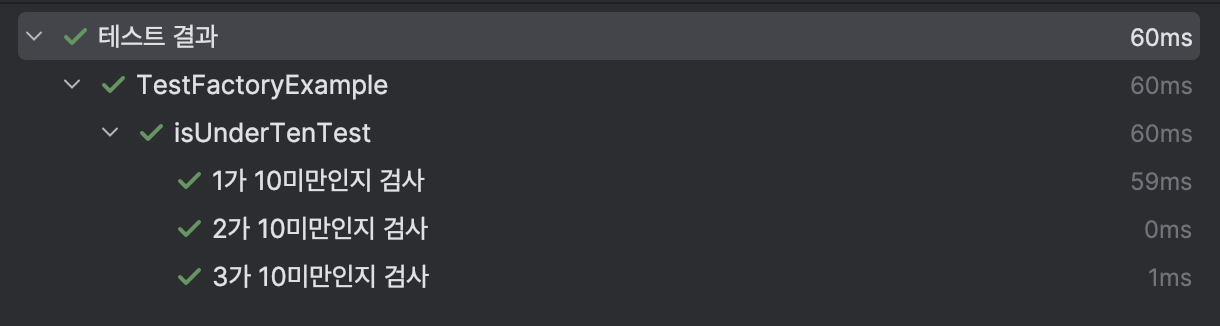 테스트 결과 60ms
TestFactoryExample 60ms
isUnderTenTest 60ms
1가 10미만인지 검사 59ms
2가 10미만인지 검사 0ms
3가 10미만인지 검사 1ms